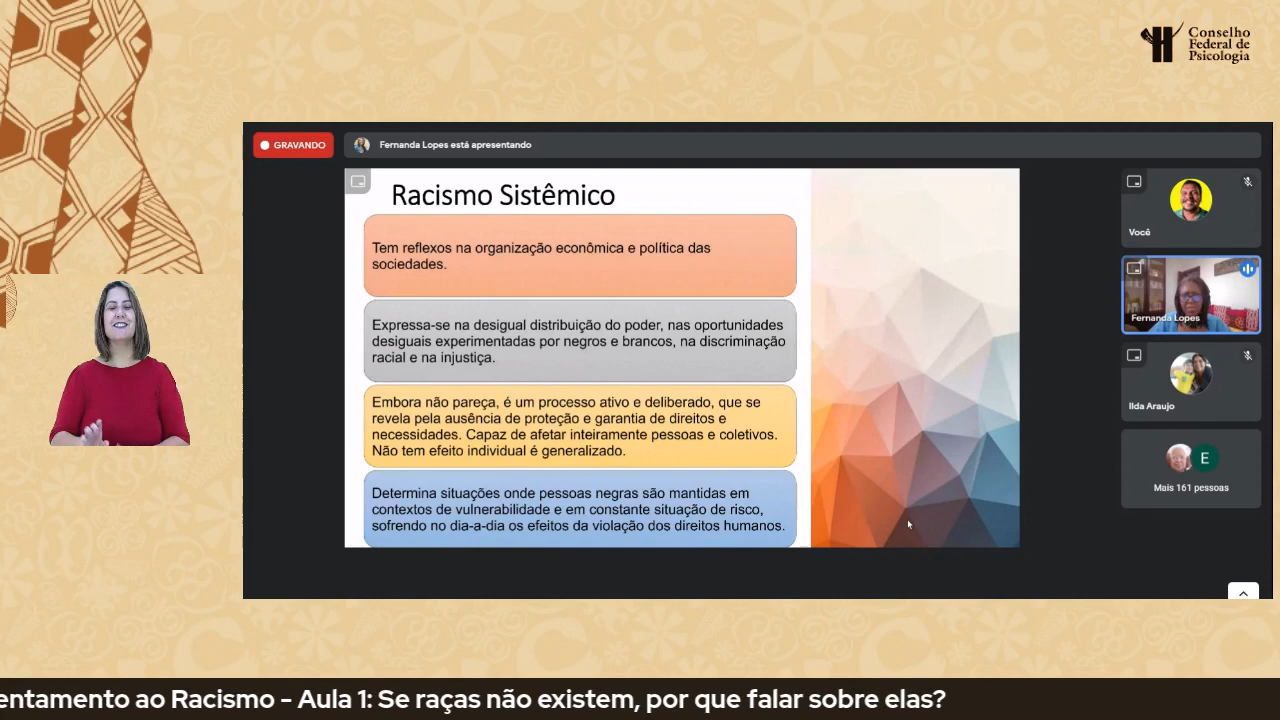 Conselho
Federal de
Psicologia
GRAVANDO
Fernanda Lopes está apresentando
Racismo Sistêmico
Tem reflexos na organização econômica e política das
sociedades.
Expressa-se na desigual distribuição do poder, nas oportunidades
desiguais experimentadas por negros e brancos, na discriminação
racial e na injustiça.
Embora não pareça, é um processo ativo e deliberado, que se
revela pela ausência de proteção e garantia de direitos e
necessidades. Capaz de afetar inteiramente pessoas e coletivos.
Não tem efeito individual é generalizado.
Determina situações onde pessoas negras são mantidas em
contextos de vulnerabilidade e em constante situação de risco,
sofrendo no dia-a-dia os efeitos da violação dos direitos humanos.
Você
Fernanda Lopes
Ilda Araujo
E
Mais 161 pessoas
entamento ao Racismo - Aula 1: Se raças não existem, por que falar sobre elas?